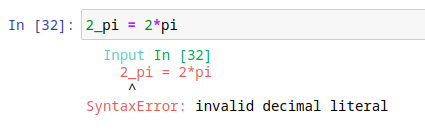 In [32]: 2_pi = 2*pi
Input In [32]
2_pi = 2*pi
^
SyntaxError: invalid decimal literal